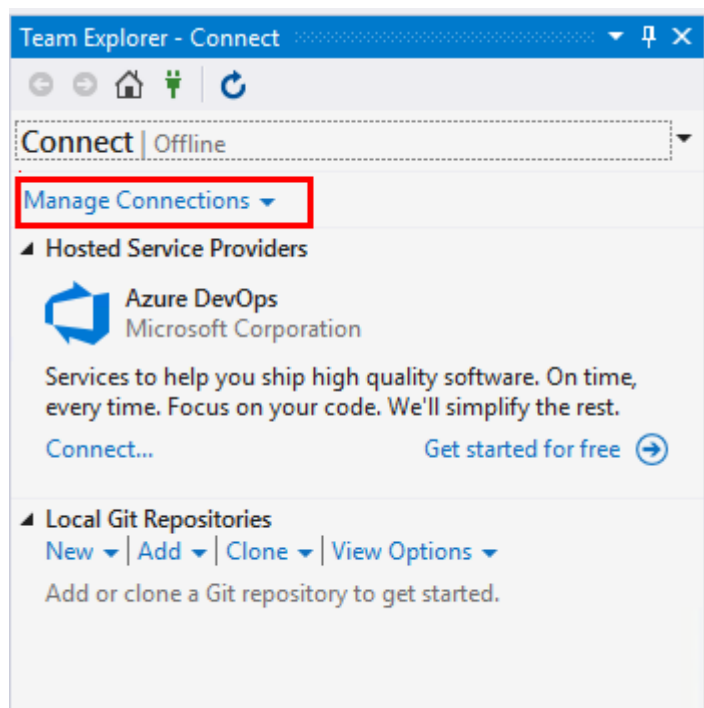 Team Explorer - Connect
Connect | Offline
Manage Connections
Hosted Service Providers
Azure DevOps
Microsoft Corporation
Services to help you ship high quality software. On time,
every time. Focus on your code. We'll simplify the rest.
Connect... Get started for free
Local Git Repositories
New | Add | Clone | View Options
Add or clone a Git repository to get started.